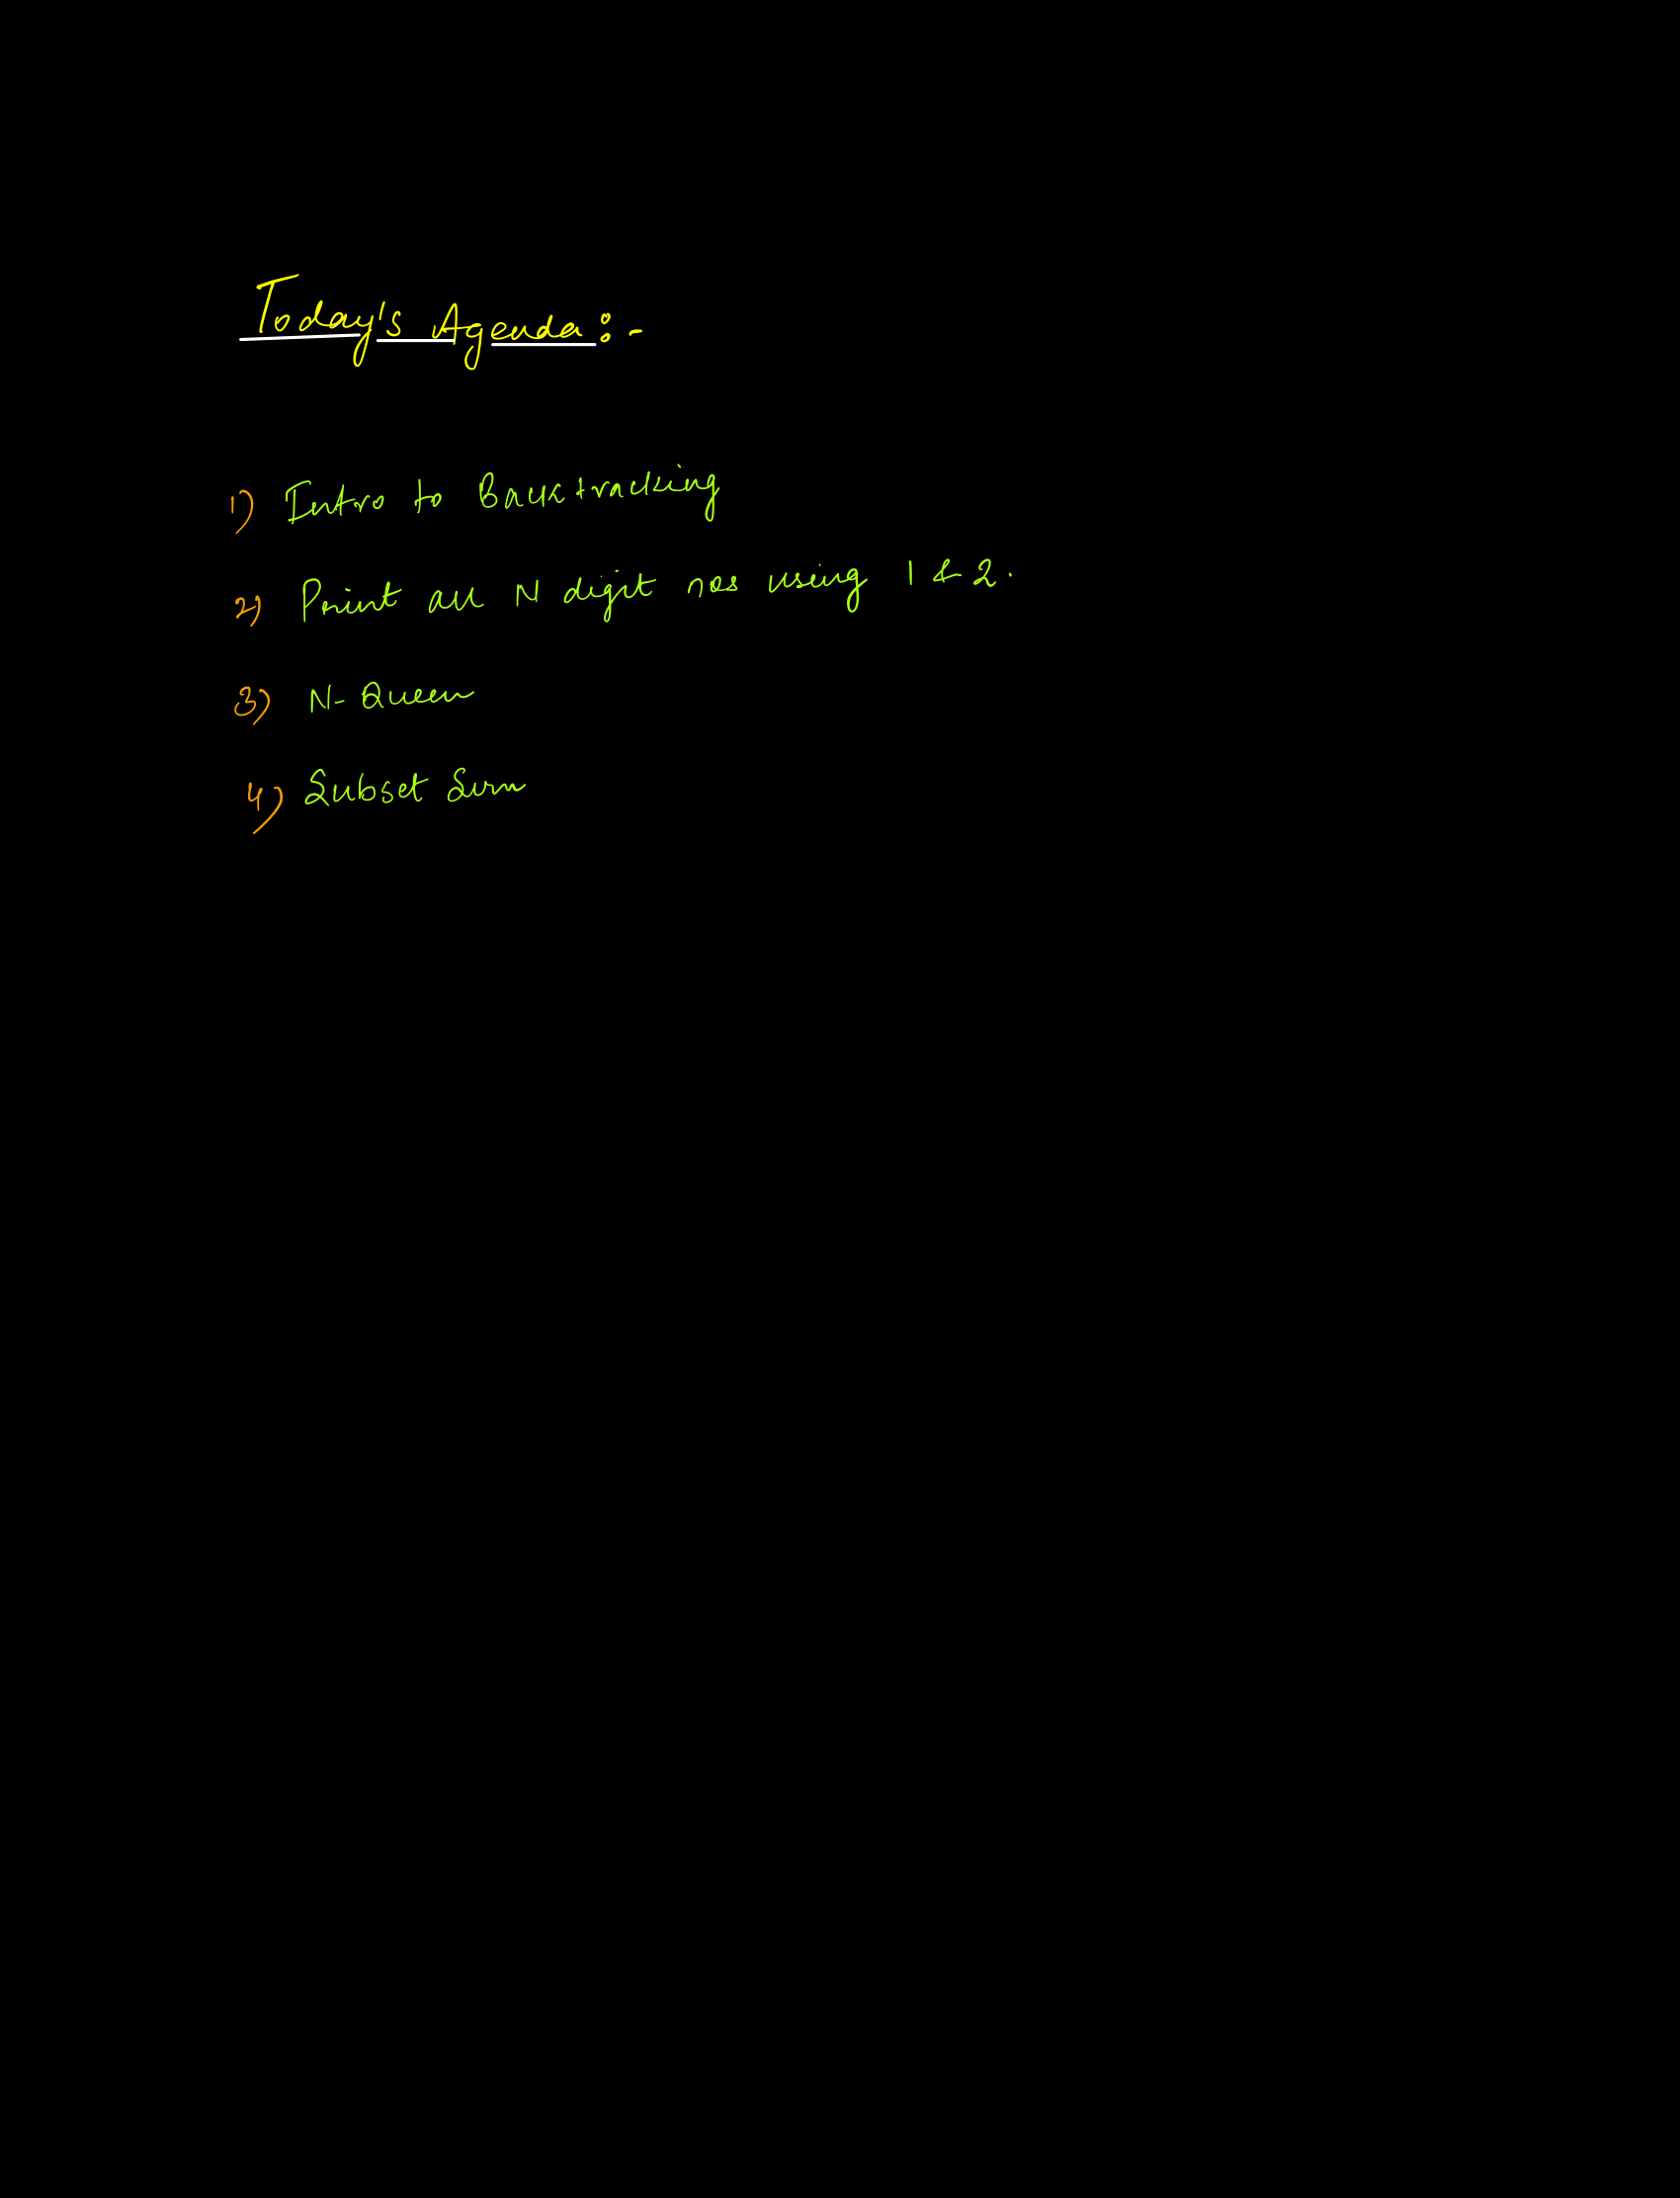 Today's Agenda:-
1) Intro to Backtracking
2) Print all N digit nos using 1 & 2.
3) N-Queen
4) Subset Sum